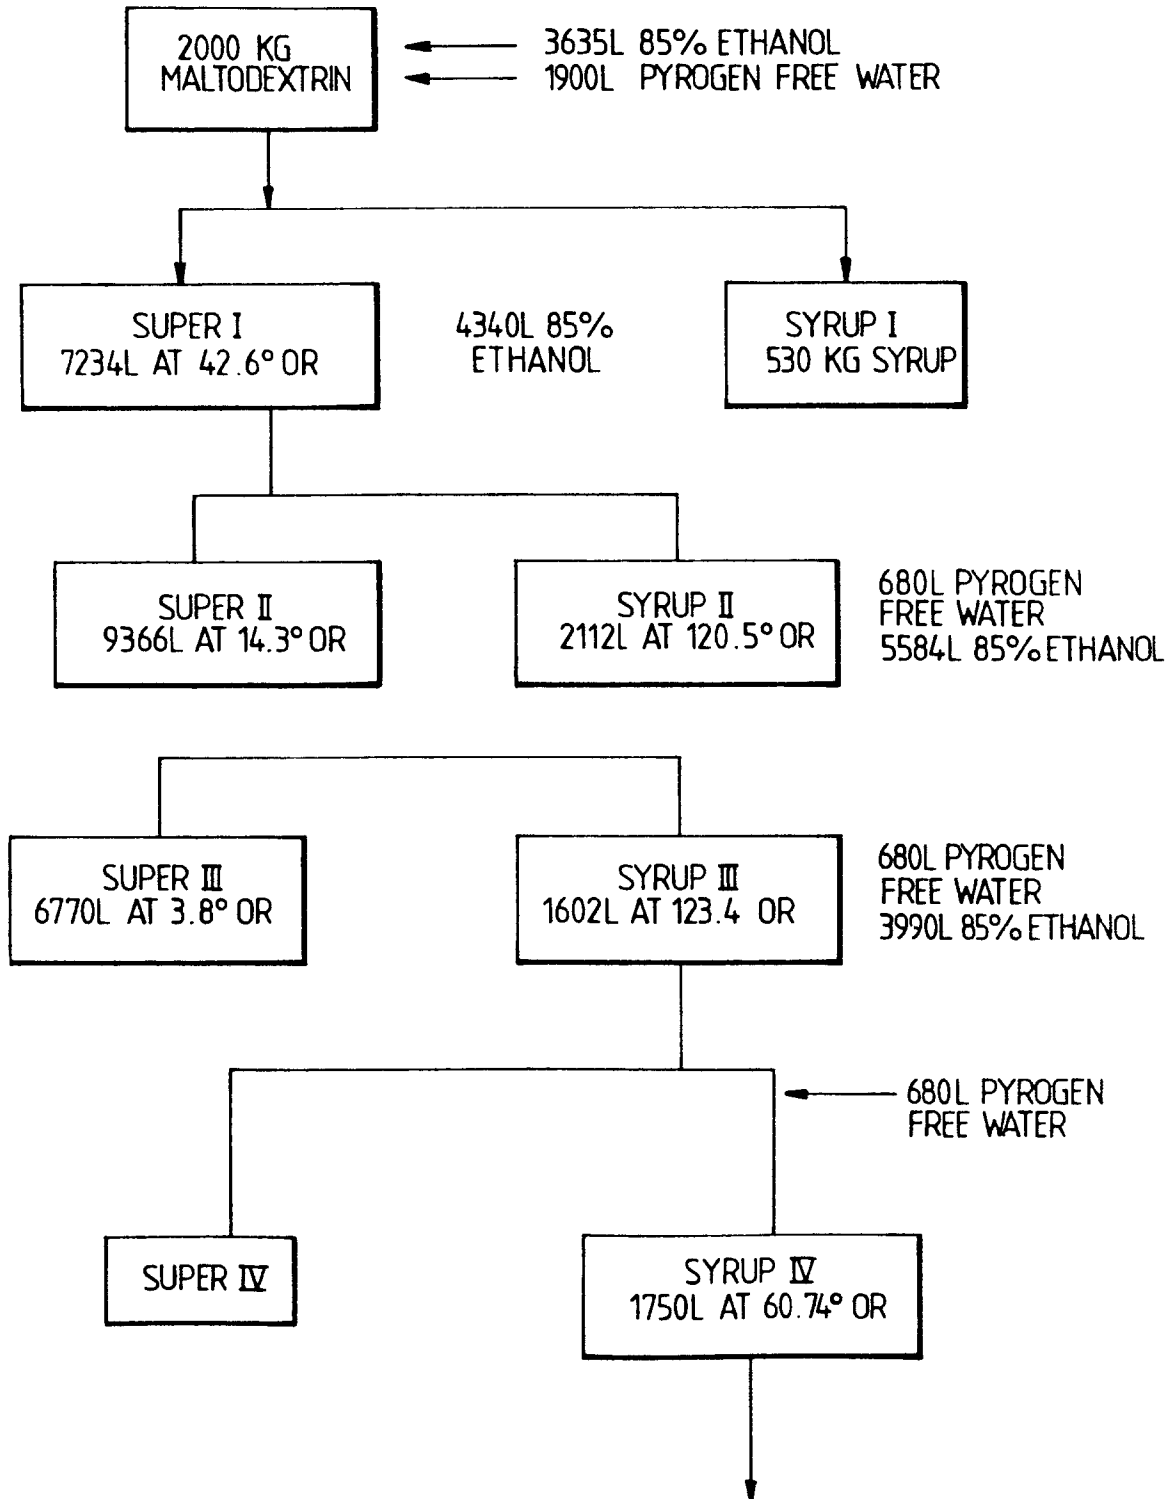 2000 KG
MALTODEXTRIN
3635L 85% ETHANOL
1900L PYROGEN FREE WATER
SUPER I
7234L AT 42.6° OR
4340L 85%
ETHANOL
SYRUP I
530 KG SYRUP
SUPER II
9366L AT 14.3° OR
SYRUP II
2112L AT 120.5° OR
680L PYROGEN
FREE WATER
5584L 85% ETHANOL
SUPER III
6770L AT 3.8° OR
SYRUP III
1602L AT 123.4 OR
680L PYROGEN
FREE WATER
3990L 85% ETHANOL
680L PYROGEN
FREE WATER
SUPER IV
SYRUP IV
1750L AT 60.74° OR